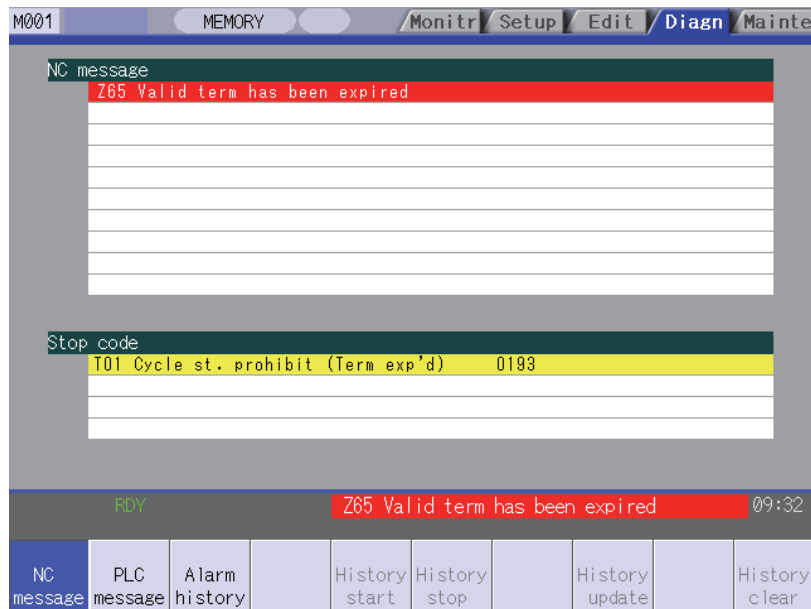 M001 MEMORY Monitr Setup Edit Diagn Mainte
NC message
Z65 Valid term has been expired
Stop code
T01 Cycle st. prohibit (Term exp'd) 0193
RDY Z65 Valid term has been expired 09:32
NC PLC Alarm History History History History
message message history start stop update clear